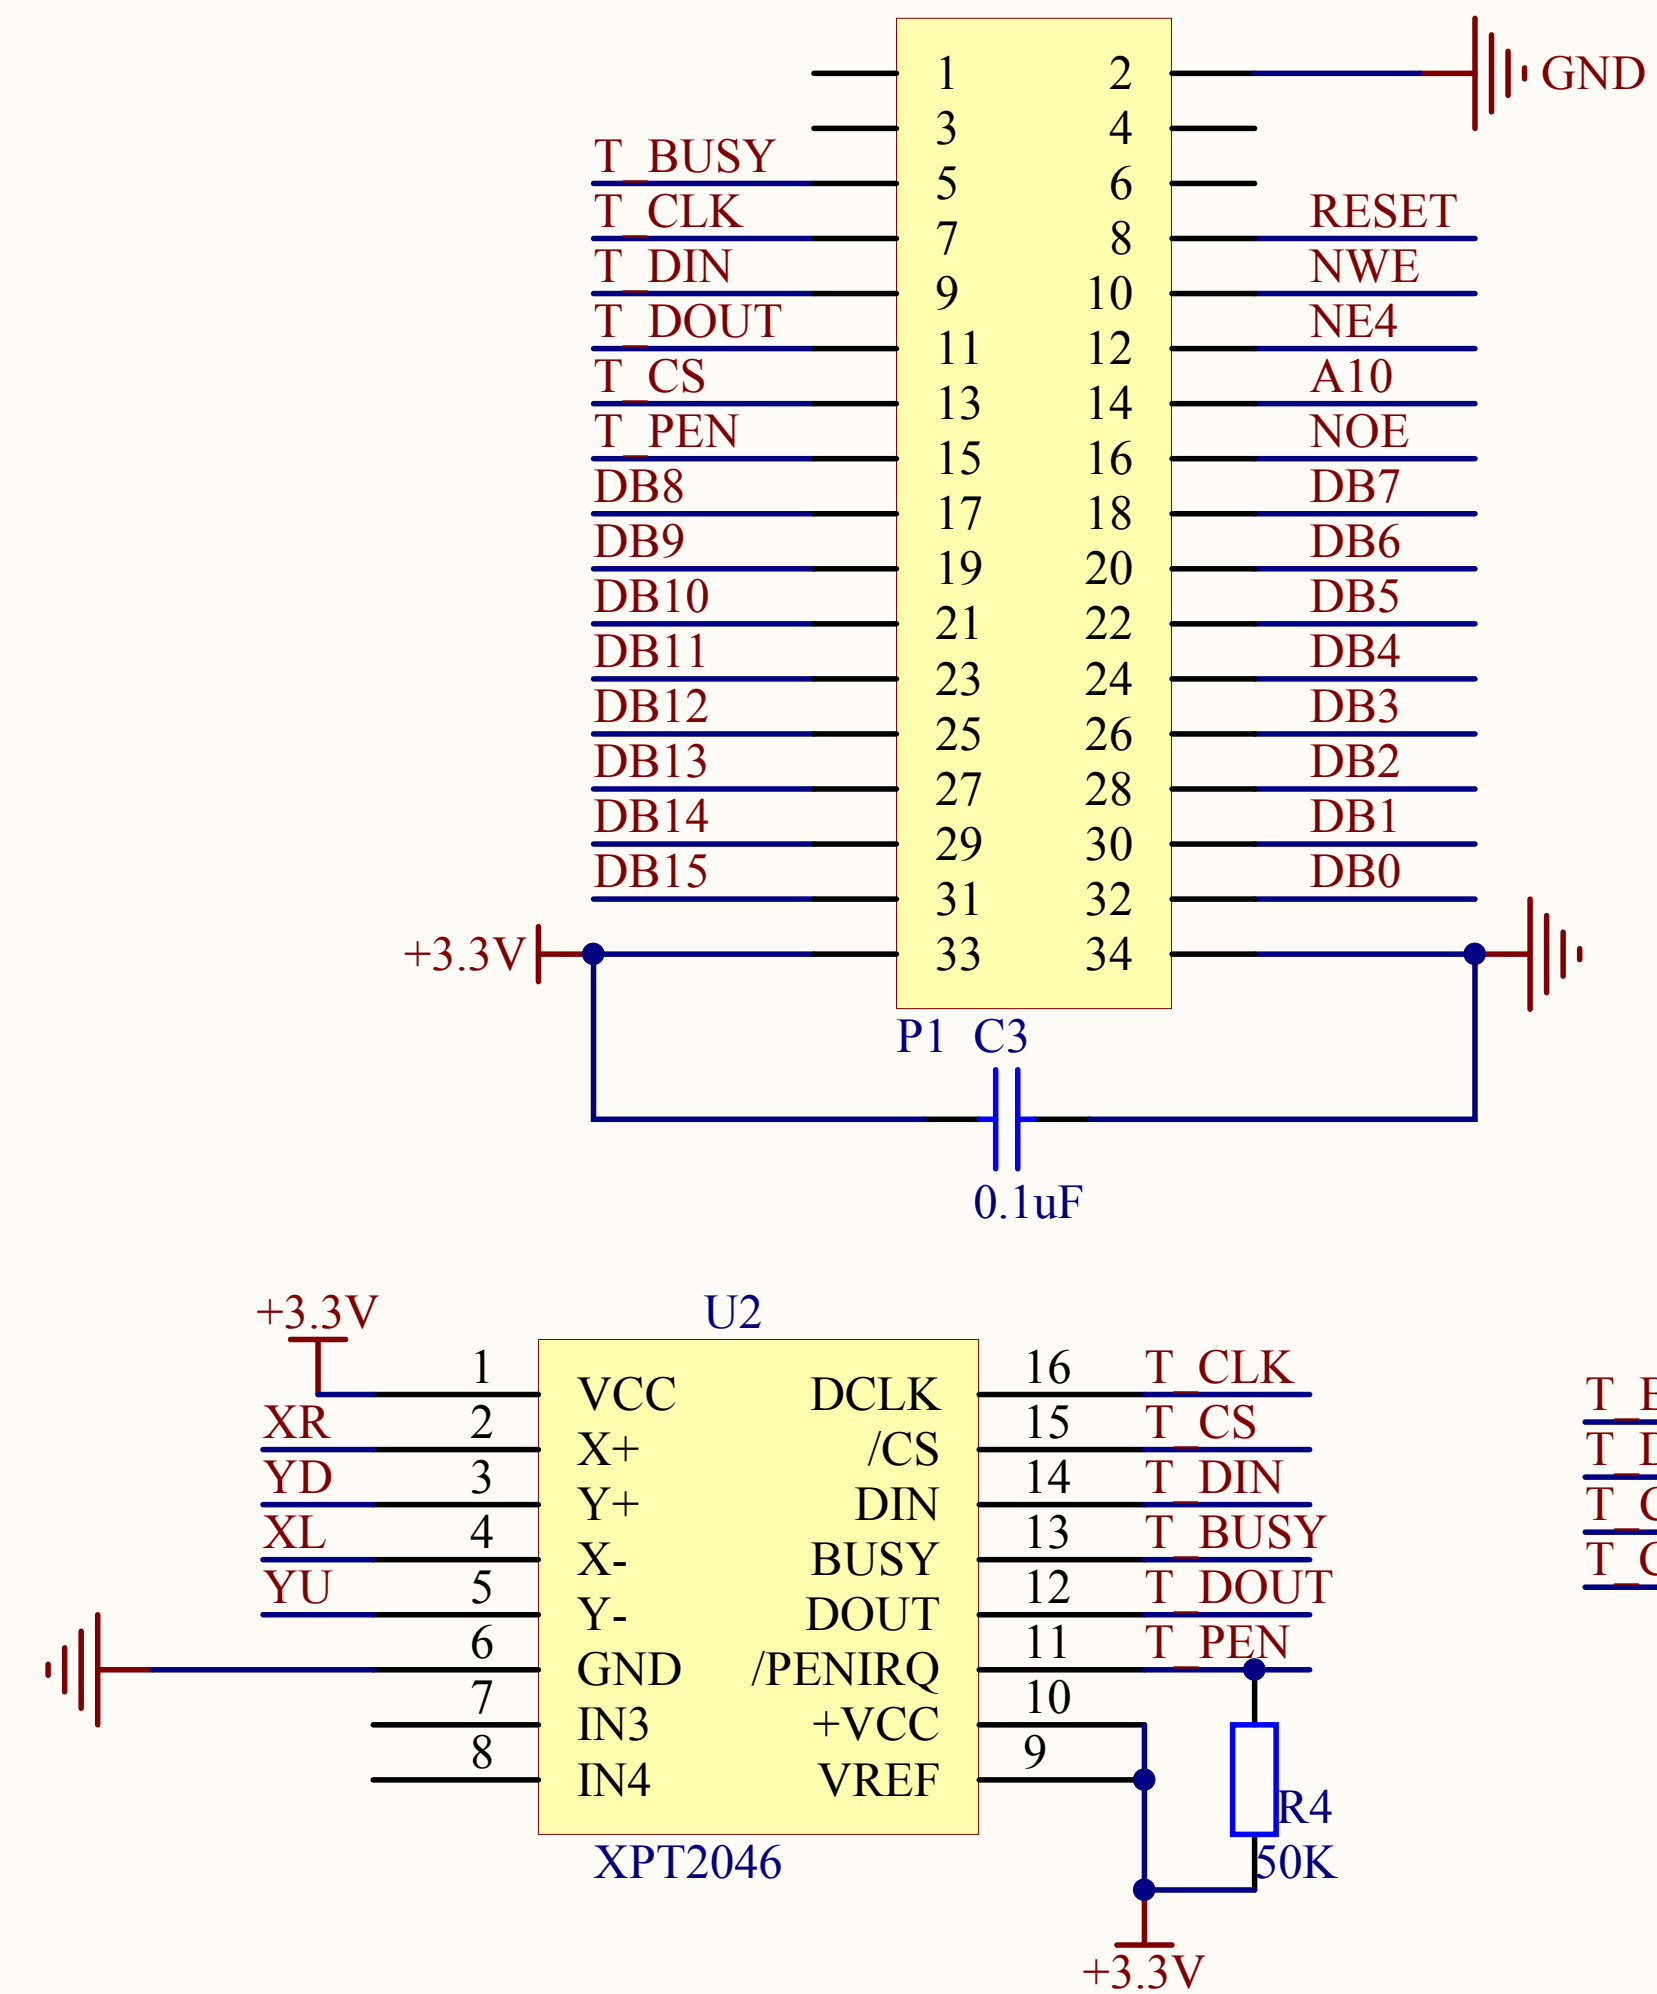 1 2 GND
3 4
T_BUSY 5 6
T_CLK 7 8 RESET
T_DIN 9 10 NWE
T_DOUT 11 12 NE4
T_CS 13 14 A10
T_PEN 15 16 NOE
DB8 17 18 DB7
DB9 19 20 DB6
DB10 21 22 DB5
DB11 23 24 DB4
DB12 25 26 DB3
DB13 27 28 DB2
DB14 29 30 DB1
DB15 31 32 DB0
+3.3V 33 34
P1 C3
0.1uF
+3.3V U2
1 VCC DCLK 16 T_CLK
XR 2 X+ /CS 15 T_CS
YD 3 Y+ DIN 14 T_DIN
XL 4 X- BUSY 13 T_BUSY
YU 5 Y- DOUT 12 T_DOUT
6 GND /PENIRQ 11 T_PEN
7 IN3 +VCC 10
8 IN4 VREF 9
R4
XPT2046 50K
+3.3V